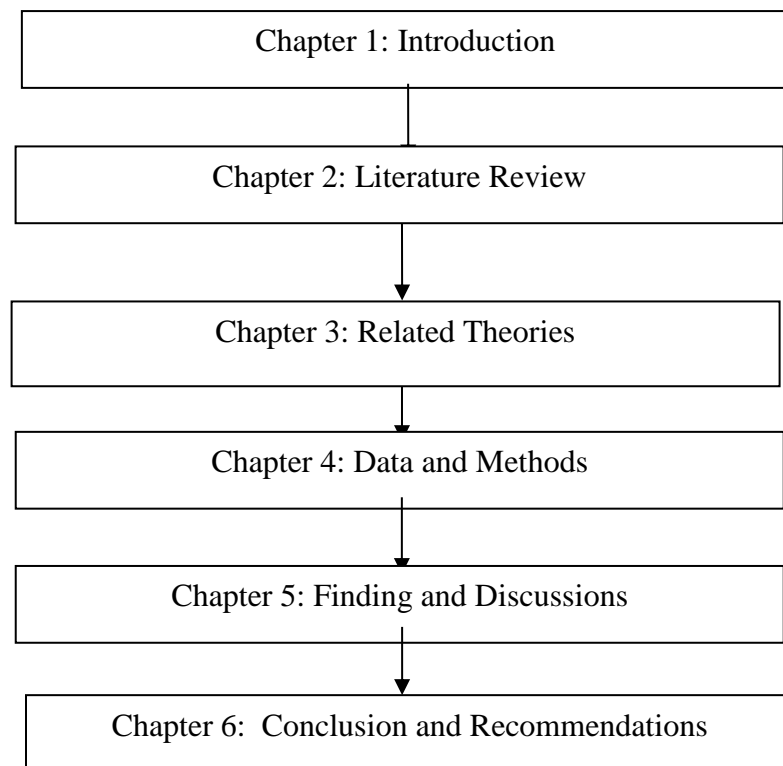 Chapter 1: Introduction
Chapter 2: Literature Review
Chapter 3: Related Theories
Chapter 4: Data and Methods
Chapter 5: Finding and Discussions
Chapter 6:  Conclusion and Recommendations